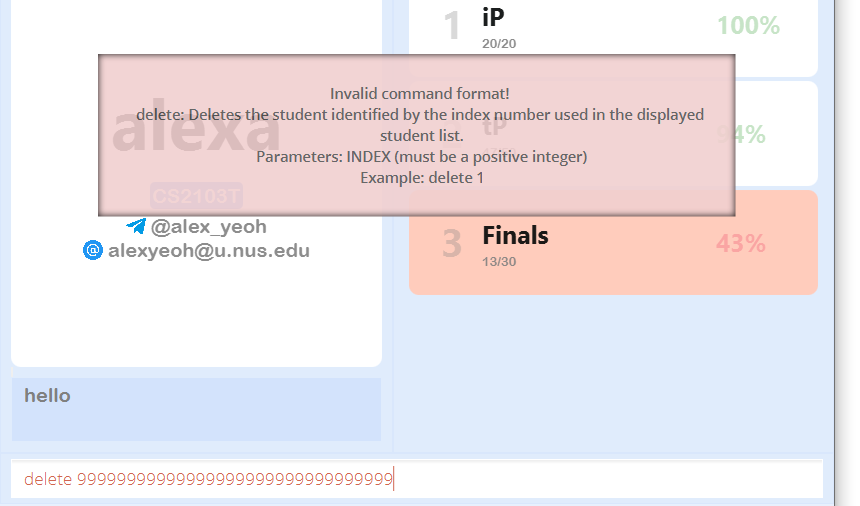 1
iP
100%
20/20
Invalid command format!
delete: Deletes the student identified by the index number used in the displayed
student list.
Parameters: INDEX (must be a positive integer)
Example: delete 1
alexa
CS2103T
@alex_yeoh
alexyeoh@u.nus.edu
tP
94%
3
Finals
43%
13/30
hello
delete 99999999999999999999999999999999